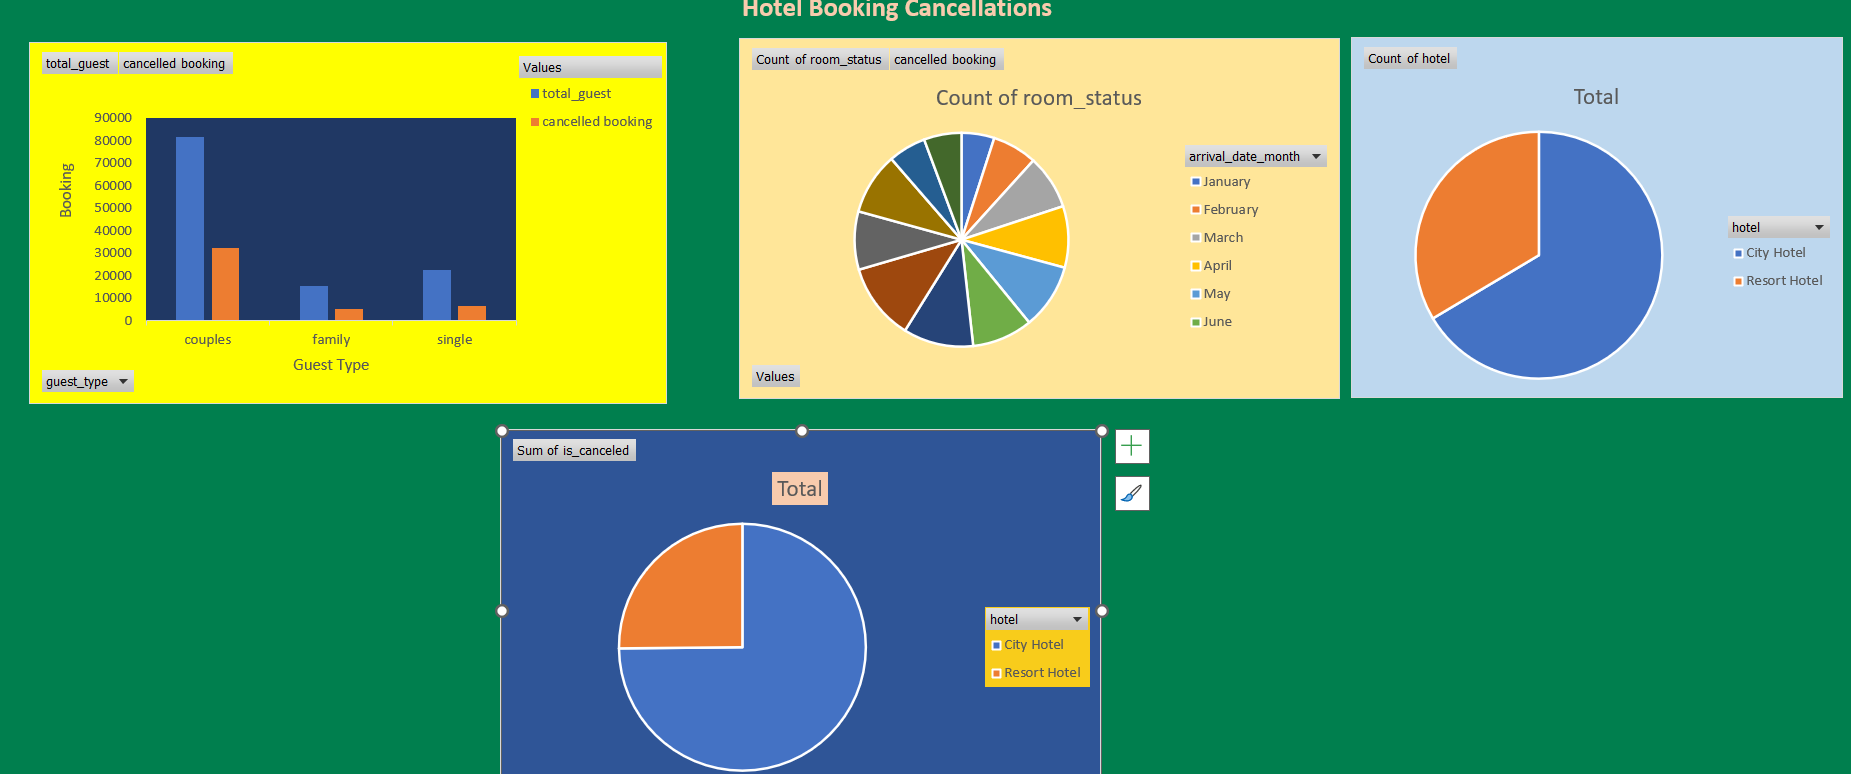 Hotel Booking Cancellations
total_guest cancelled booking
Values
total_guest
cancelled booking
90000
80000
70000
60000
50000
40000
30000
20000
10000
0
Booking
couples family single
Guest Type
guest_type
Count of room_status cancelled booking
Count of room_status
arrival_date_month
January
February
March
April
May
June
Values
Count of hotel
Total
hotel
City Hotel
Resort Hotel
Sum of is_canceled
Total
hotel
City Hotel
Resort Hotel